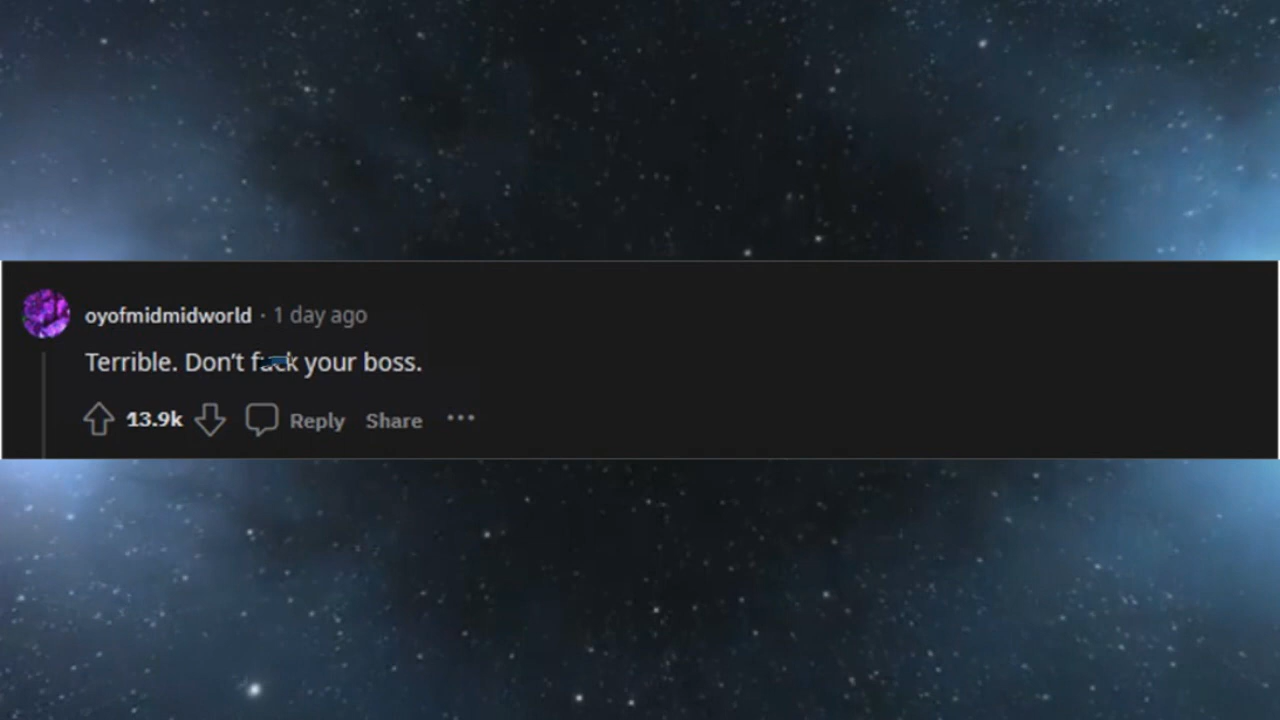 oyofmidmidworld · 1 day ago
Terrible. Don't fuck your boss.
13.9k Reply Share ···